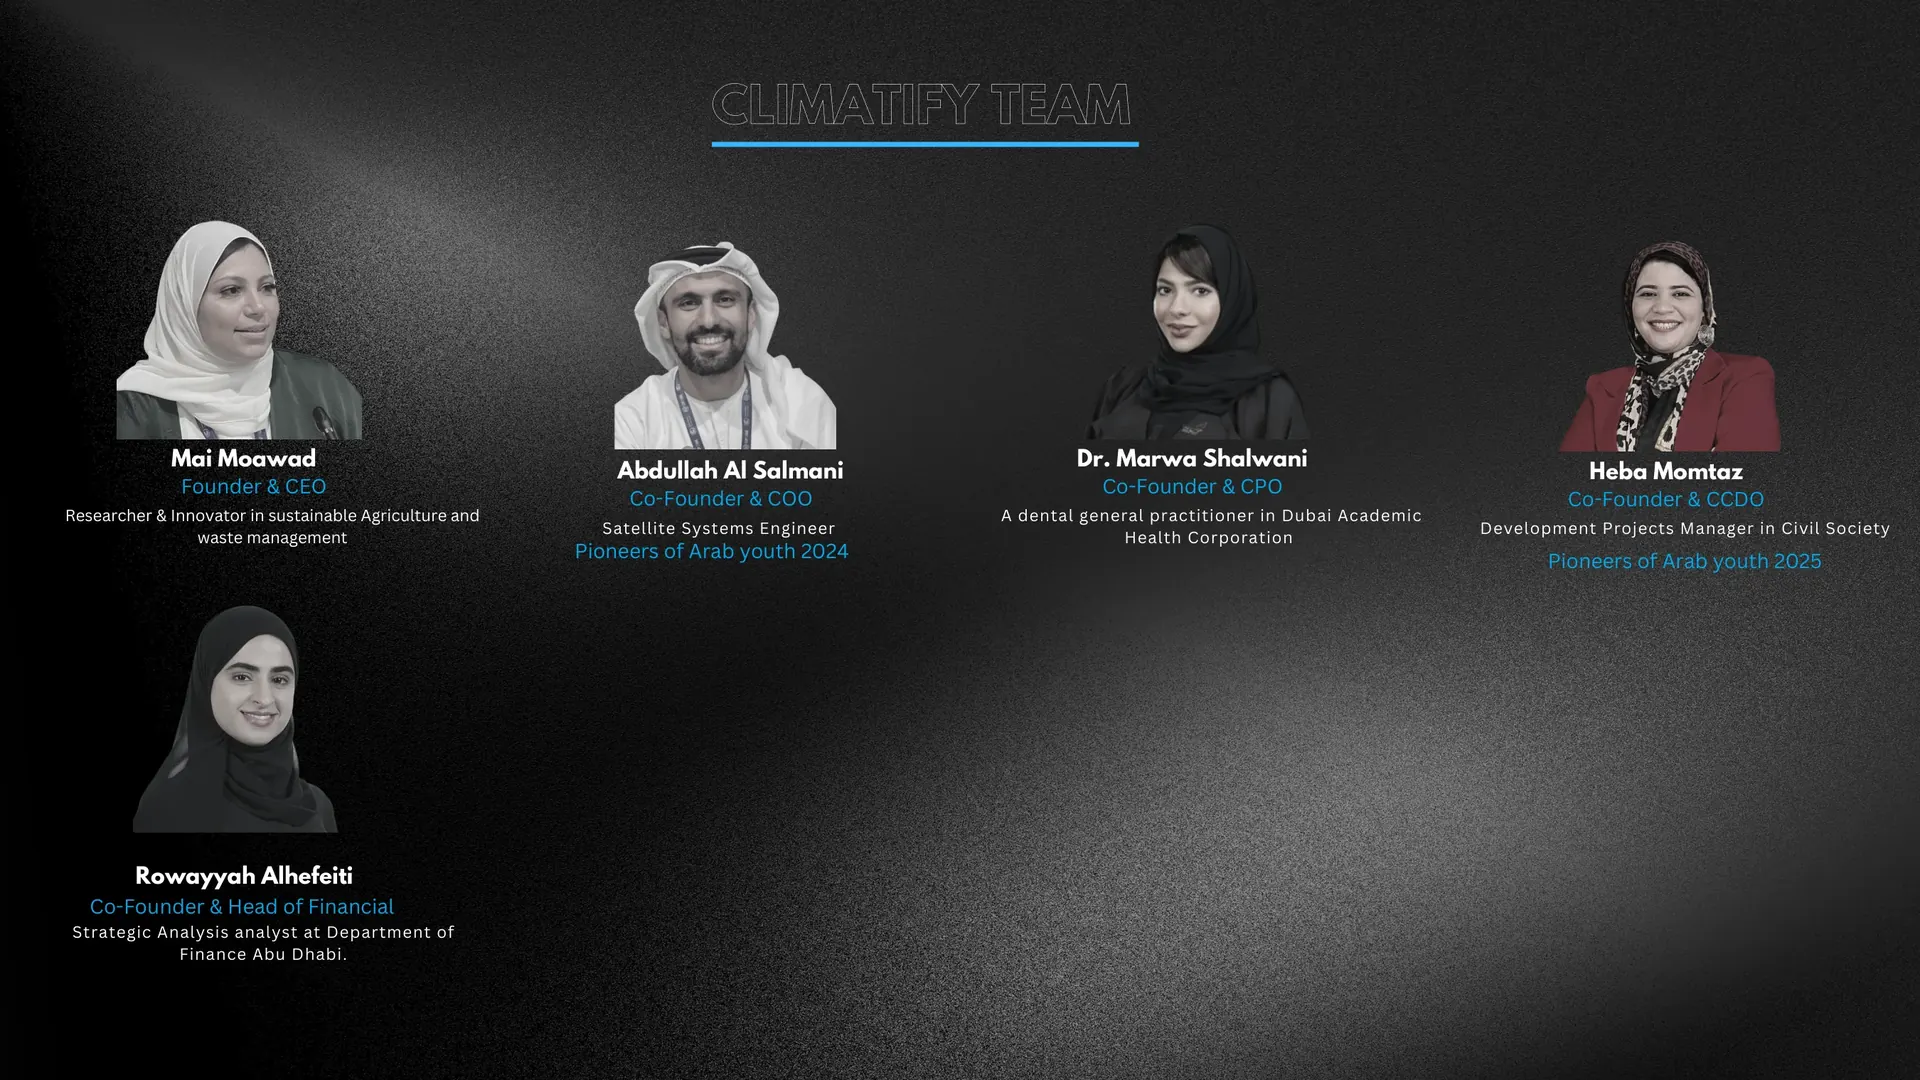 CLIMATIFY TEAM
Mai Moawad
Founder & CEO
Researcher & Innovator in sustainable Agriculture and
waste management
Abdullah Al Salmani
Co-Founder & COO
Satellite Systems Engineer
Pioneers of Arab youth 2024
Dr. Marwa Shalwani
Co-Founder & CPO
A dental general practitioner in Dubai Academic
Health Corporation
Heba Momtaz
Co-Founder & CCDO
Development Projects Manager in Civil Society
Pioneers of Arab youth 2025
Rowayyah Alhefeiti
Co-Founder & Head of Financial
Strategic Analysis analyst at Department of
Finance Abu Dhabi.